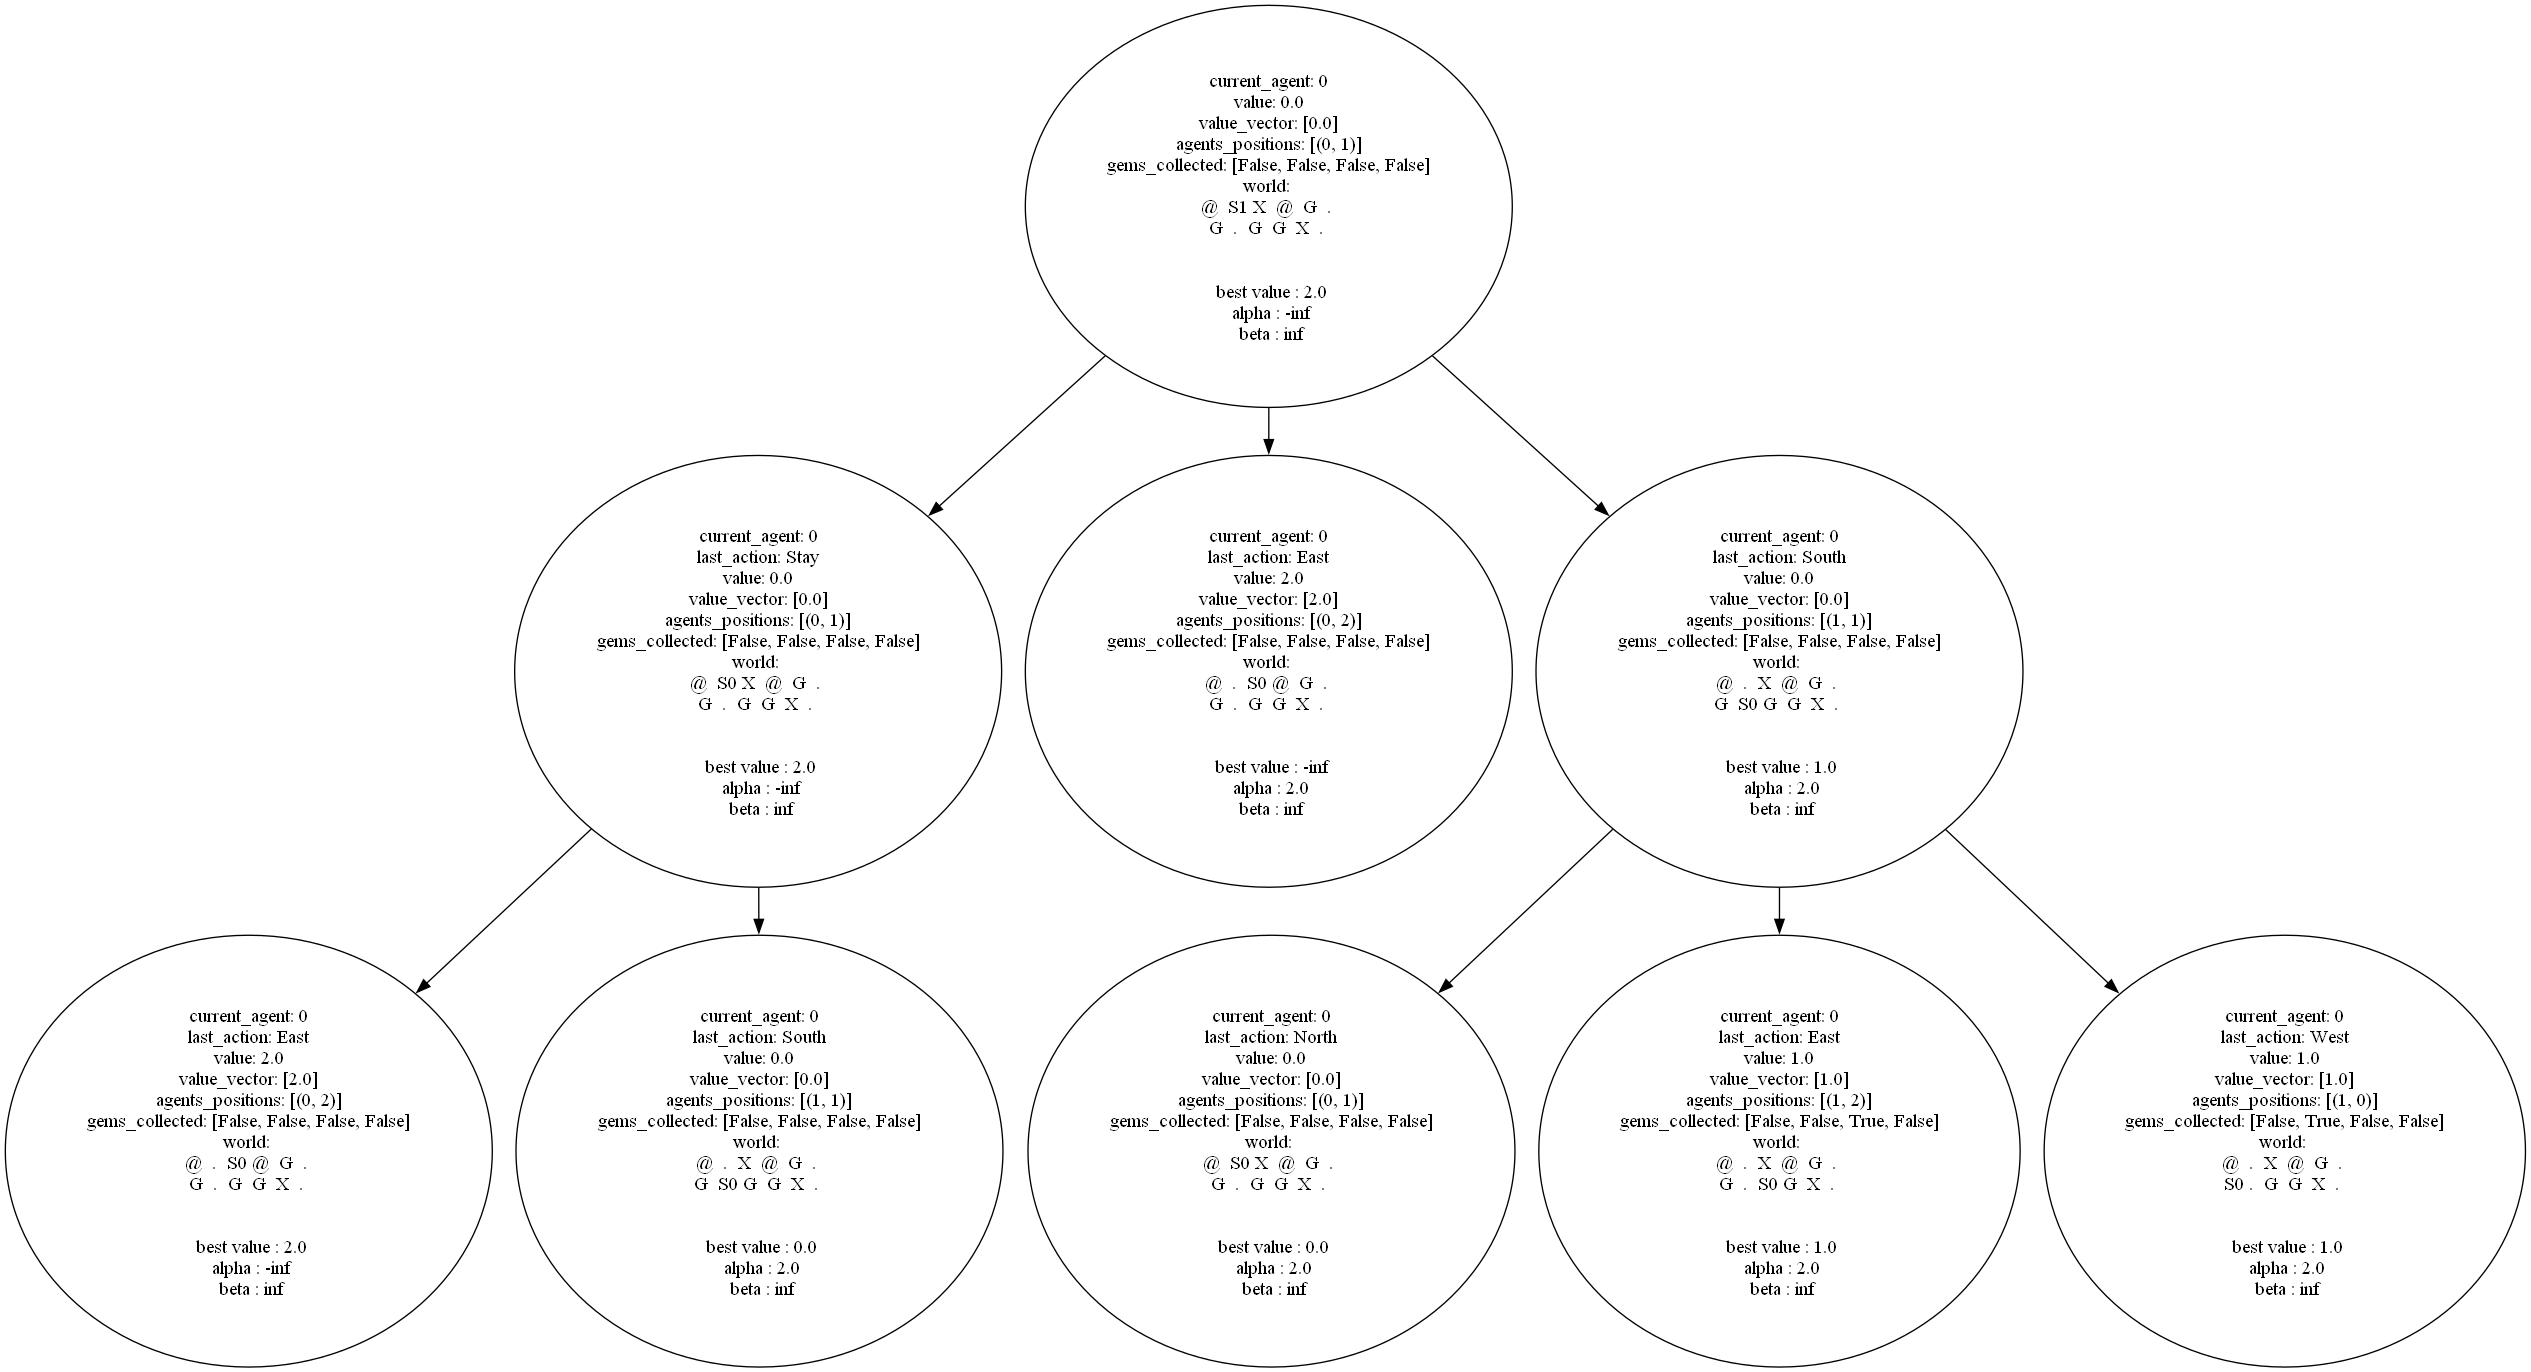 current_agent: 0
value: 0.0
value_vector: [0.0]
agents_positions: [(0, 1)]
gems_collected: [False, False, False, False]
world:
@ S1 X @ G .
G . G G X .
best value : 2.0
alpha : -inf
beta : inf
current_agent: 0
last_action: Stay
value: 0.0
value_vector: [0.0]
agents_positions: [(0, 1)]
gems_collected: [False, False, False, False]
world:
@ S0 X @ G .
G . G G X .
best value : 2.0
alpha : -inf
beta : inf
current_agent: 0
last_action: East
value: 2.0
value_vector: [2.0]
agents_positions: [(0, 2)]
gems_collected: [False, False, False, False]
world:
@ . S0 @ G .
G . G G X .
best value : -inf
alpha : 2.0
beta : inf
current_agent: 0
last_action: South
value: 0.0
value_vector: [0.0]
agents_positions: [(1, 1)]
gems_collected: [False, False, False, False]
world:
@ . X @ G .
G S0 G G X .
best value : 1.0
alpha : 2.0
beta : inf
current_agent: 0
last_action: East
value: 2.0
value_vector: [2.0]
agents_positions: [(0, 2)]
gems_collected: [False, False, False, False]
world:
@ . S0 @ G .
G . G G X .
best value : 2.0
alpha : -inf
beta : inf
current_agent: 0
last_action: South
value: 0.0
value_vector: [0.0]
agents_positions: [(1, 1)]
gems_collected: [False, False, False, False]
world:
@ . X @ G .
G S0 G G X .
best value : 0.0
alpha : 2.0
beta : inf
current_agent: 0
last_action: North
value: 0.0
value_vector: [0.0]
agents_positions: [(0, 1)]
gems_collected: [False, False, False, False]
world:
@ S0 X @ G .
G . G G X .
best value : 0.0
alpha : 2.0
beta : inf
current_agent: 0
last_action: East
value: 1.0
value_vector: [1.0]
agents_positions: [(1, 2)]
gems_collected: [False, False, True, False]
world:
@ . X @ G .
G . S0 G X .
best value : 1.0
alpha : 2.0
beta : inf
current_agent: 0
last_action: West
value: 1.0
value_vector: [1.0]
agents_positions: [(1, 0)]
gems_collected: [False, True, False, False]
world:
@ . X @ G .
S0 . G G X .
best value : 1.0
alpha : 2.0
beta : inf